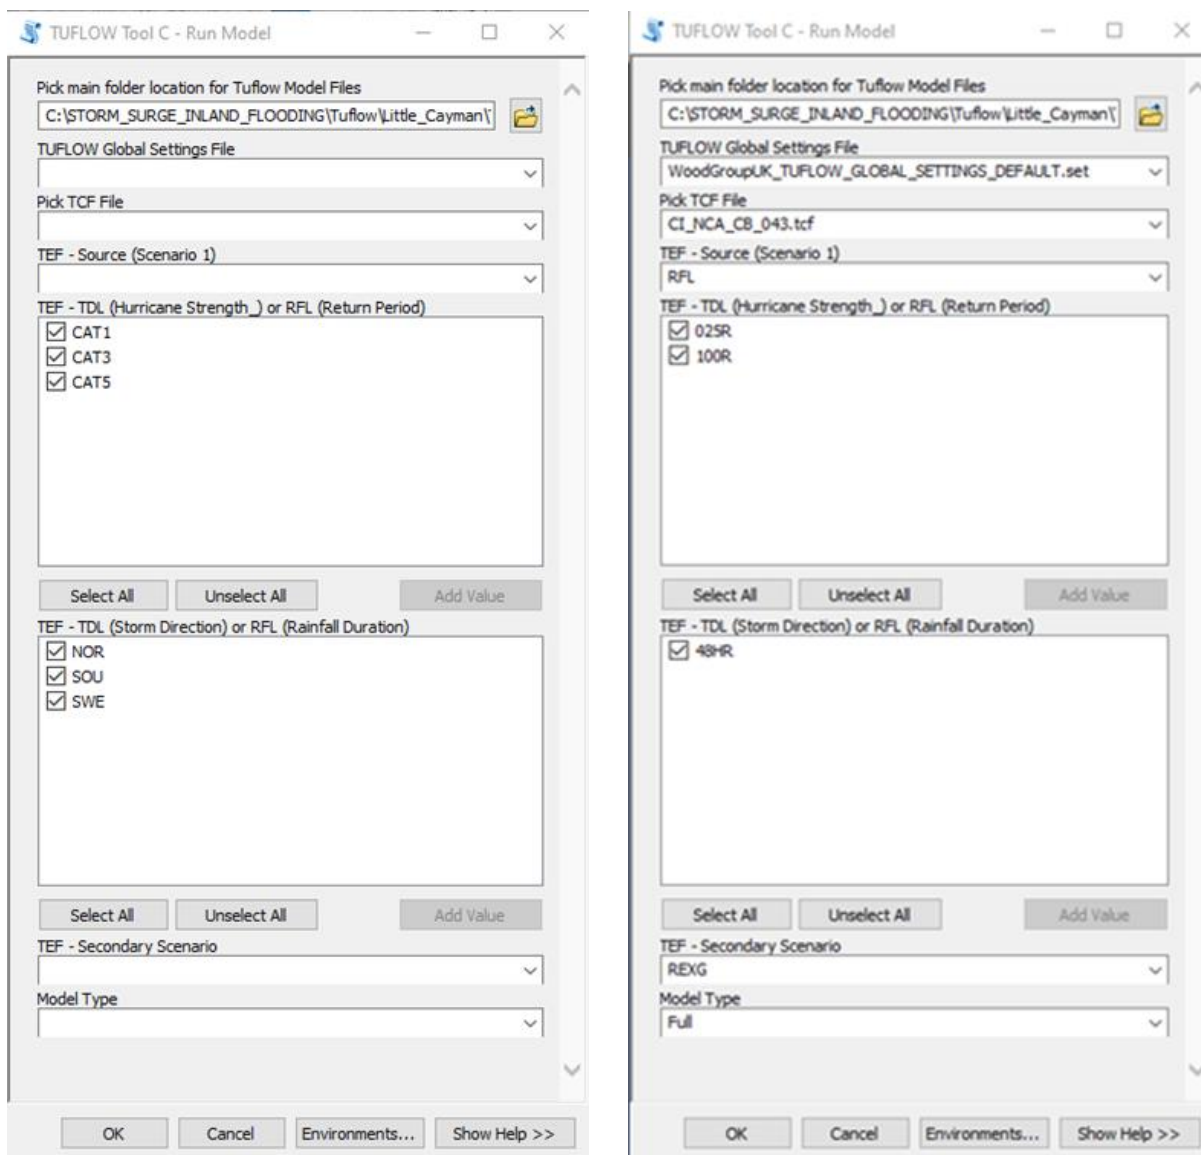 TUFLOW Tool C - Run Model
Pick main folder location for Tuflow Model Files
C:\STORM_SURGE_INLAND_FLOODING\Tuflow\Little_Cayman\T
TUFLOW Global Settings File
Pick TCF File
TEF - Source (Scenario 1)
TEF - TDL (Hurricane Strength_) or RFL (Return Period)
CAT1
CAT3
CAT5
Select All Unselect All Add Value
TEF - TDL (Storm Direction) or RFL (Rainfall Duration)
NOR
SOU
SWE
Select All Unselect All Add Value
TEF - Secondary Scenario
Model Type
OK Cancel Environments... Show Help >>
TUFLOW Tool C - Run Model
Pick main folder location for Tuflow Model Files
C:\STORM_SURGE_INLAND_FLOODING\Tuflow\Little_Cayman\T
TUFLOW Global Settings File
WoodGroupUK_TUFLOW_GLOBAL_SETTINGS_DEFAULT.set
Pick TCF File
CI_NCA_CB_043.tcf
TEF - Source (Scenario 1)
RFL
TEF - TDL (Hurricane Strength_) or RFL (Return Period)
025R
100R
Select All Unselect All Add Value
TEF - TDL (Storm Direction) or RFL (Rainfall Duration)
48HR
Select All Unselect All Add Value
TEF - Secondary Scenario
REXG
Model Type
Full
OK Cancel Environments... Show Help >>